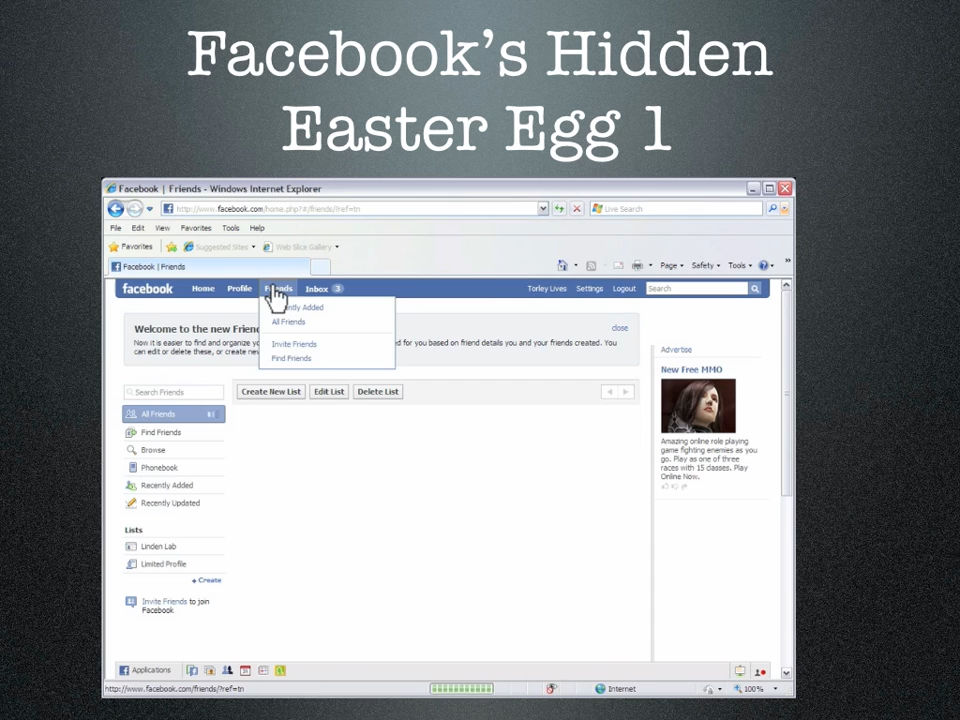 Facebook's Hidden
Easter Egg 1
Facebook | Friends - Windows Internet Explorer
http://www.facebook.com/home.php?#/friends/?ref=tn
Live Search
File Edit View Favorites Tools Help
Favorites Suggested Sites Web Slice Gallery
Facebook | Friends
Page Safety Tools
facebook Home Profile Friends Inbox 3 Torley Lives Settings Logout Search
Added
All Friends
Invite Friends
Find Friends
Welcome to the new
close
Now it is easier to find and organize
for you based on friend details you and your friends created. You
can edit or delete these, or create
Search Friends
Create New List Edit List Delete List
All Friends
Find Friends
Browse
Phonebook
Recently Added
Recently Updated
Lists
Linden Lab
Limited Profile
+ Create
Invite Friends to join
Facebook
Advertise
New Free MMO
Amazing online role playing
game fighting enemies as you
go. Play as one of three
races with 15 classes. Play
Online Now.
Applications
http://www.facebook.com/friends/?ref=tn
Internet
100%